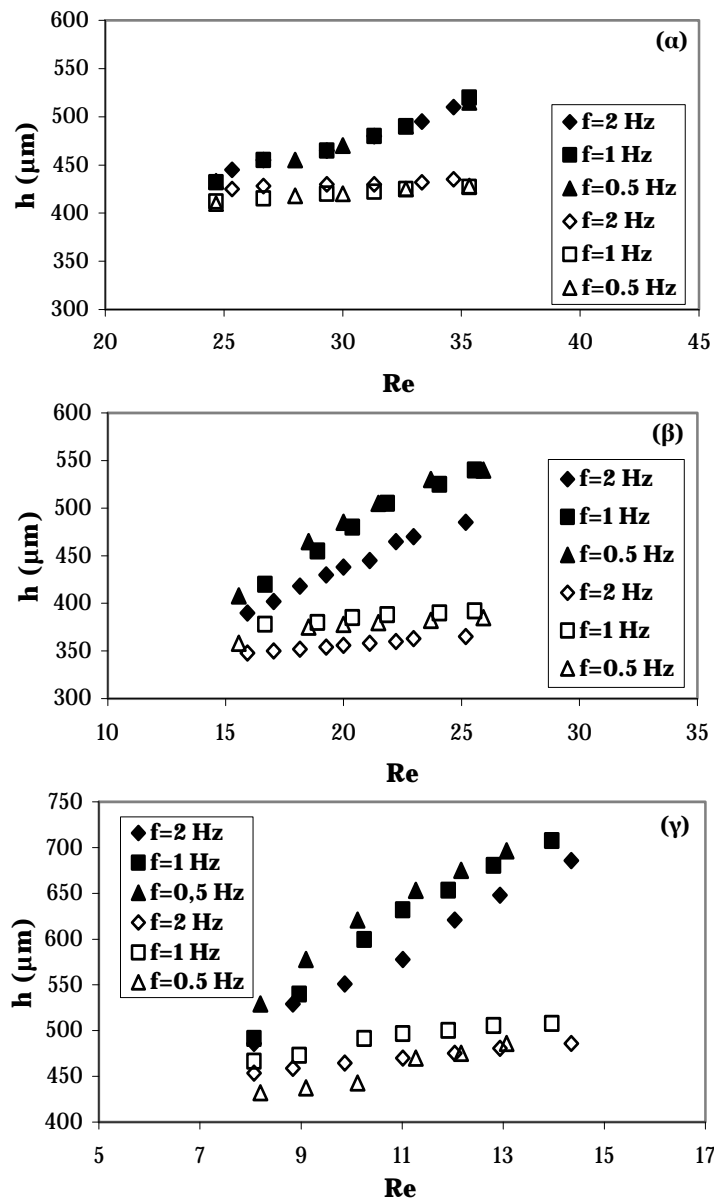 600
(α)
550
500
f=2 Hz
450
f=1 Hz
h (μm)
f=0.5 Hz
400
f=2 Hz
350
f=1 Hz
300
f=0.5 Hz
20 25 30 35 40 45
Re
600
(β)
550
f=2 Hz
500
f=1 Hz
450
f=0.5 Hz
h (μm)
400
f=2 Hz
350
f=1 Hz
300
f=0.5 Hz
10 15 20 25 30 35
Re
750
f=2 Hz
(γ)
700
f=1 Hz
650
f=0,5 Hz
600
f=2 Hz
h (μm)
550
f=1 Hz
500
f=0.5 Hz
450
400
5 7 9 11 13 15 17
Re